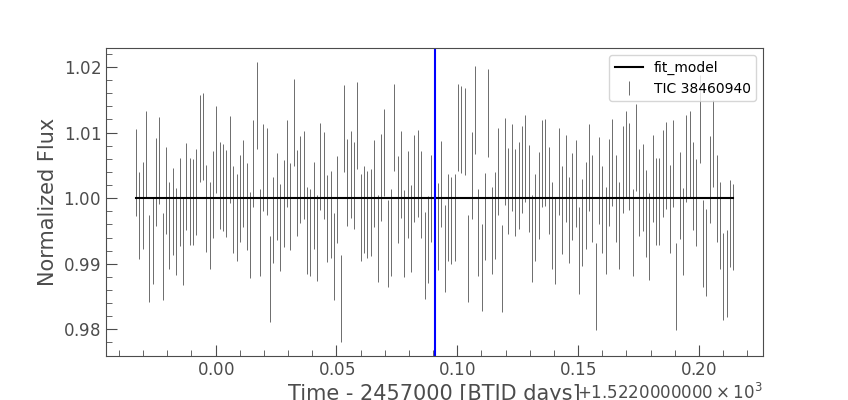 fit_model
TIC 38460940
1.02
1.01
1.00
0.99
0.98
Normalized Flux
0.00 0.05 0.10 0.15 0.20
Time - 2457000 [BTJD days]
+1.5220000000 × 10³